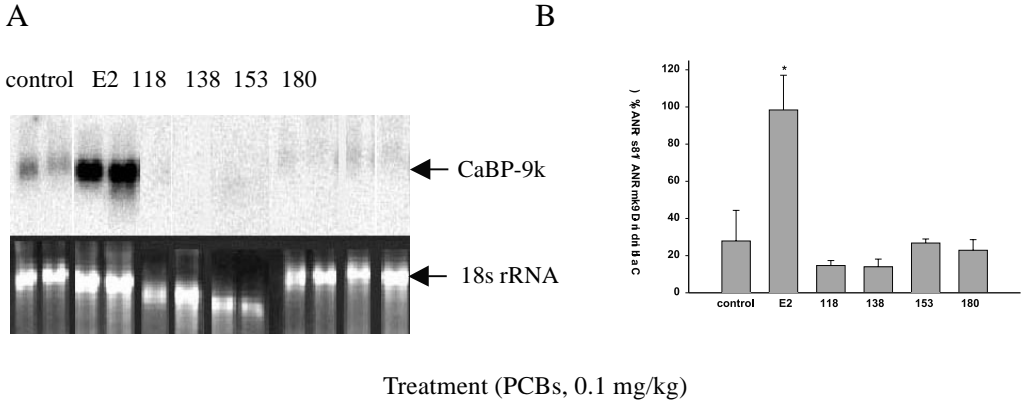 A
control E2 118 138 153 180
CaBP-9k
18s rRNA
B
*
120
100
80
60
40
20
0
control E2 118 138 153 180
Treatment (PCBs, 0.1 mg/kg)